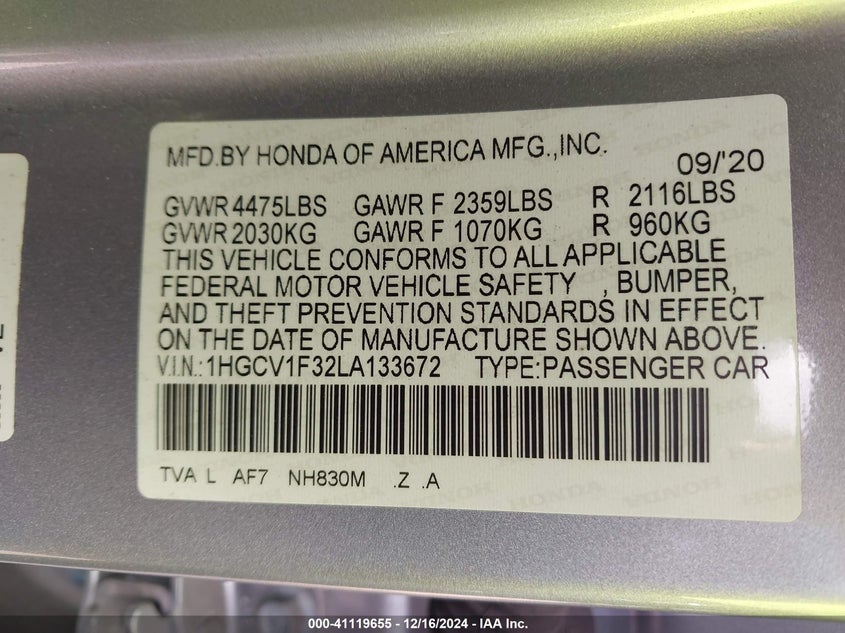 MFD.BY HONDA OF AMERICA MFG.,INC. 09/'20
GVWR 4475LBS GAWR F 2359LBS R 2116LBS
GVWR 2030KG GAWR F 1070KG R 960KG
THIS VEHICLE CONFORMS TO ALL APPLICABLE
FEDERAL MOTOR VEHICLE SAFETY , BUMPER,
AND THEFT PREVENTION STANDARDS IN EFFECT
ON THE DATE OF MANUFACTURE SHOWN ABOVE.
V.I.N.:1HGCV1F32LA133672 TYPE:PASSENGER CAR
TVA L AF7 NH830M .Z .A
000-41119655 - 12/16/2024 - IAA Inc.